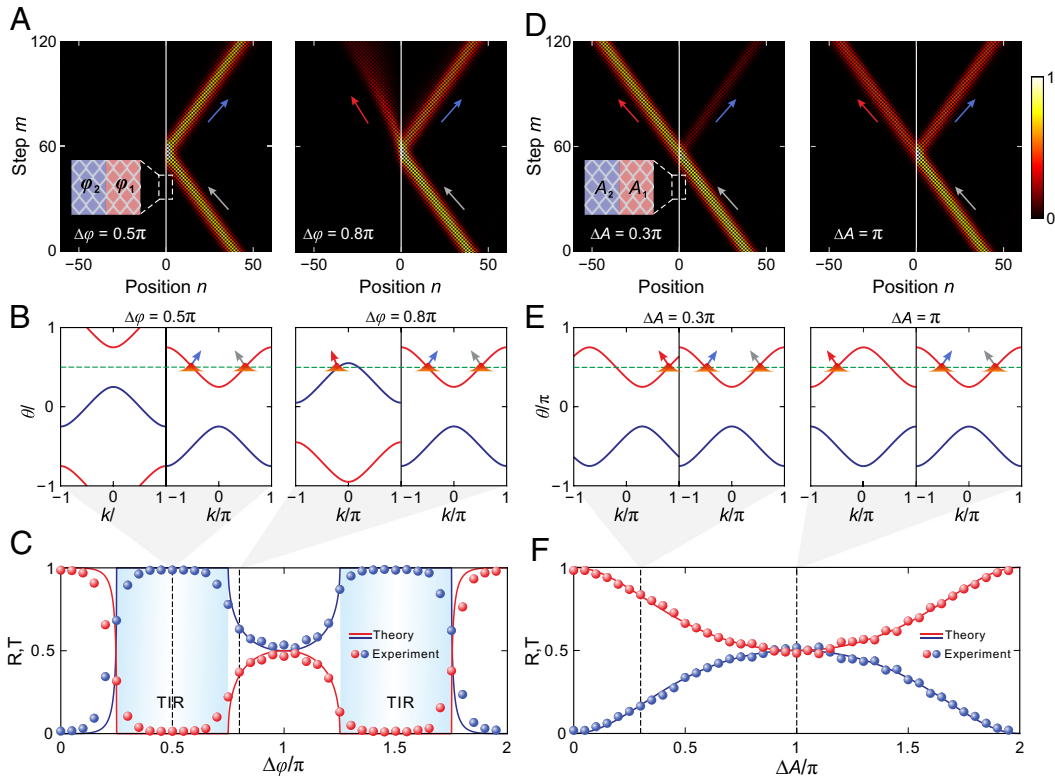 A
D
120
60
0
Step m
φ2 φ1
Δφ = 0.5π
Δφ = 0.8π
−50 0 50
Position n
−50 0 50
Position n
120
60
0
Step m
A2 A1
ΔA = 0.3π
ΔA = π
−50 0 50
Position
−50 0 50
Position n
1
0
B
Δφ = 0.5π
Δφ = 0.8π
1
0
−1
θ/
−1 0 1
k/
−1 0 1
k/π
−1 0 1
k/π
−1 0 1
k/π
E
ΔA = 0.3π
ΔA = π
1
0
−1
θ/π
−1 0 1
k/π
−1 0 1
k/π
−1 0 1
k/π
−1 0 1
k/π
C
1
0.5
0
R,T
Theory
Experiment
TIR
TIR
0 0.5 1 1.5 2
Δφ/π
F
1
0.5
0
R,T
Theory
Experiment
0 0.5 1 1.5 2
ΔA/π